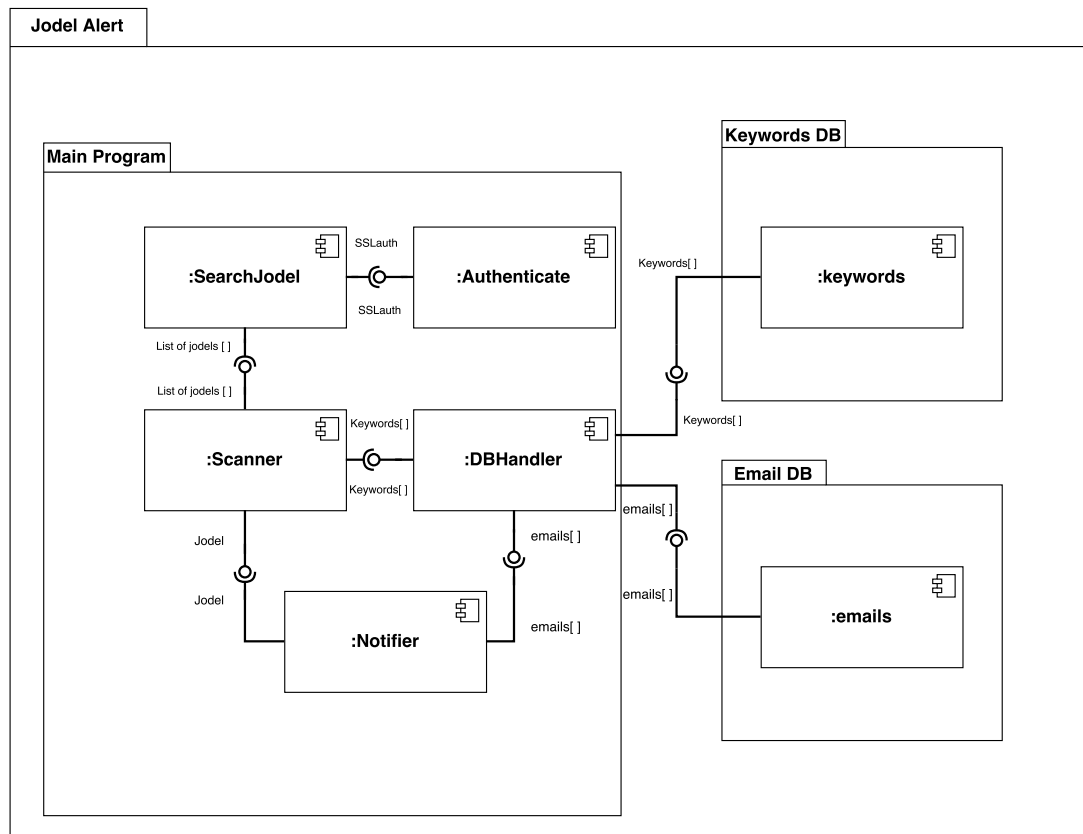 Jodel Alert
Keywords DB
Main Program
:SearchJodel
SSLauth
SSLauth
:Authenticate
Keywords[ ]
:keywords
List of jodels [ ]
List of jodels [ ]
Keywords[ ]
Keywords[ ]
:Scanner
Keywords[ ]
:DBHandler
Email DB
emails[ ]
Jodel
emails[ ]
Jodel
emails[ ]
:emails
emails[ ]
:Notifier